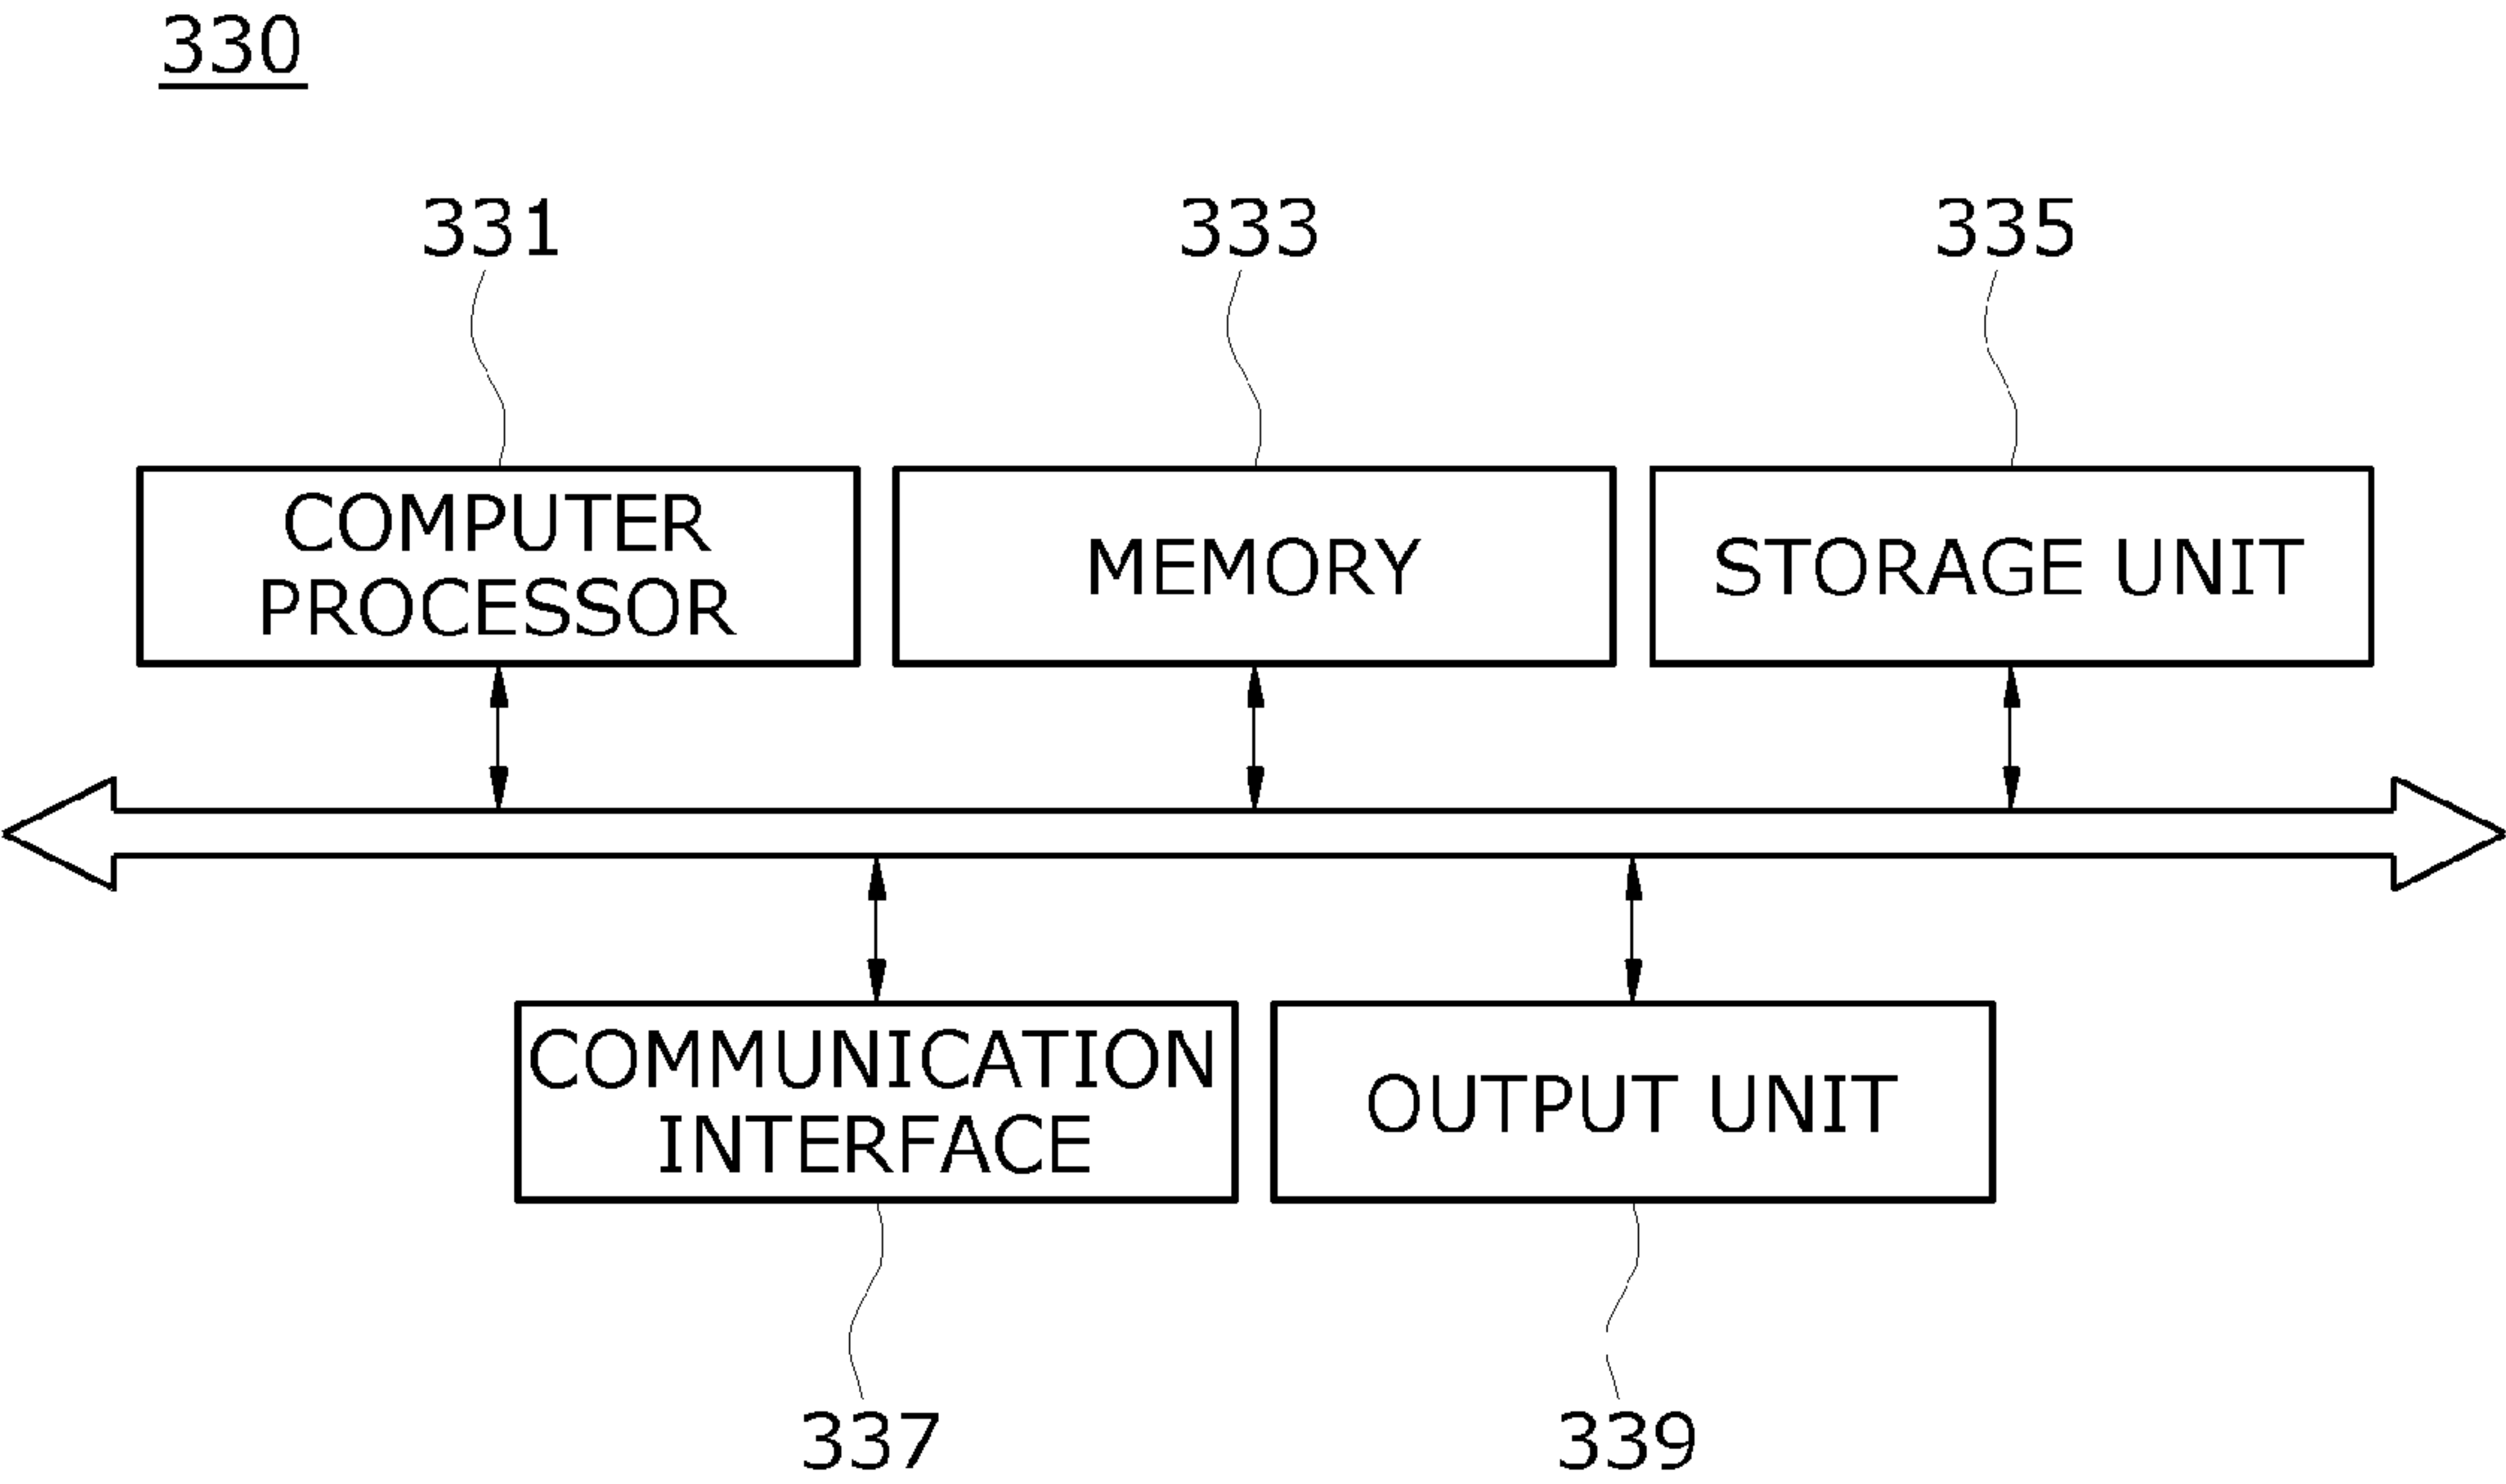 330
331
333
335
COMPUTER
PROCESSOR
MEMORY
STORAGE UNIT
COMMUNICATION
INTERFACE
OUTPUT UNIT
337
339